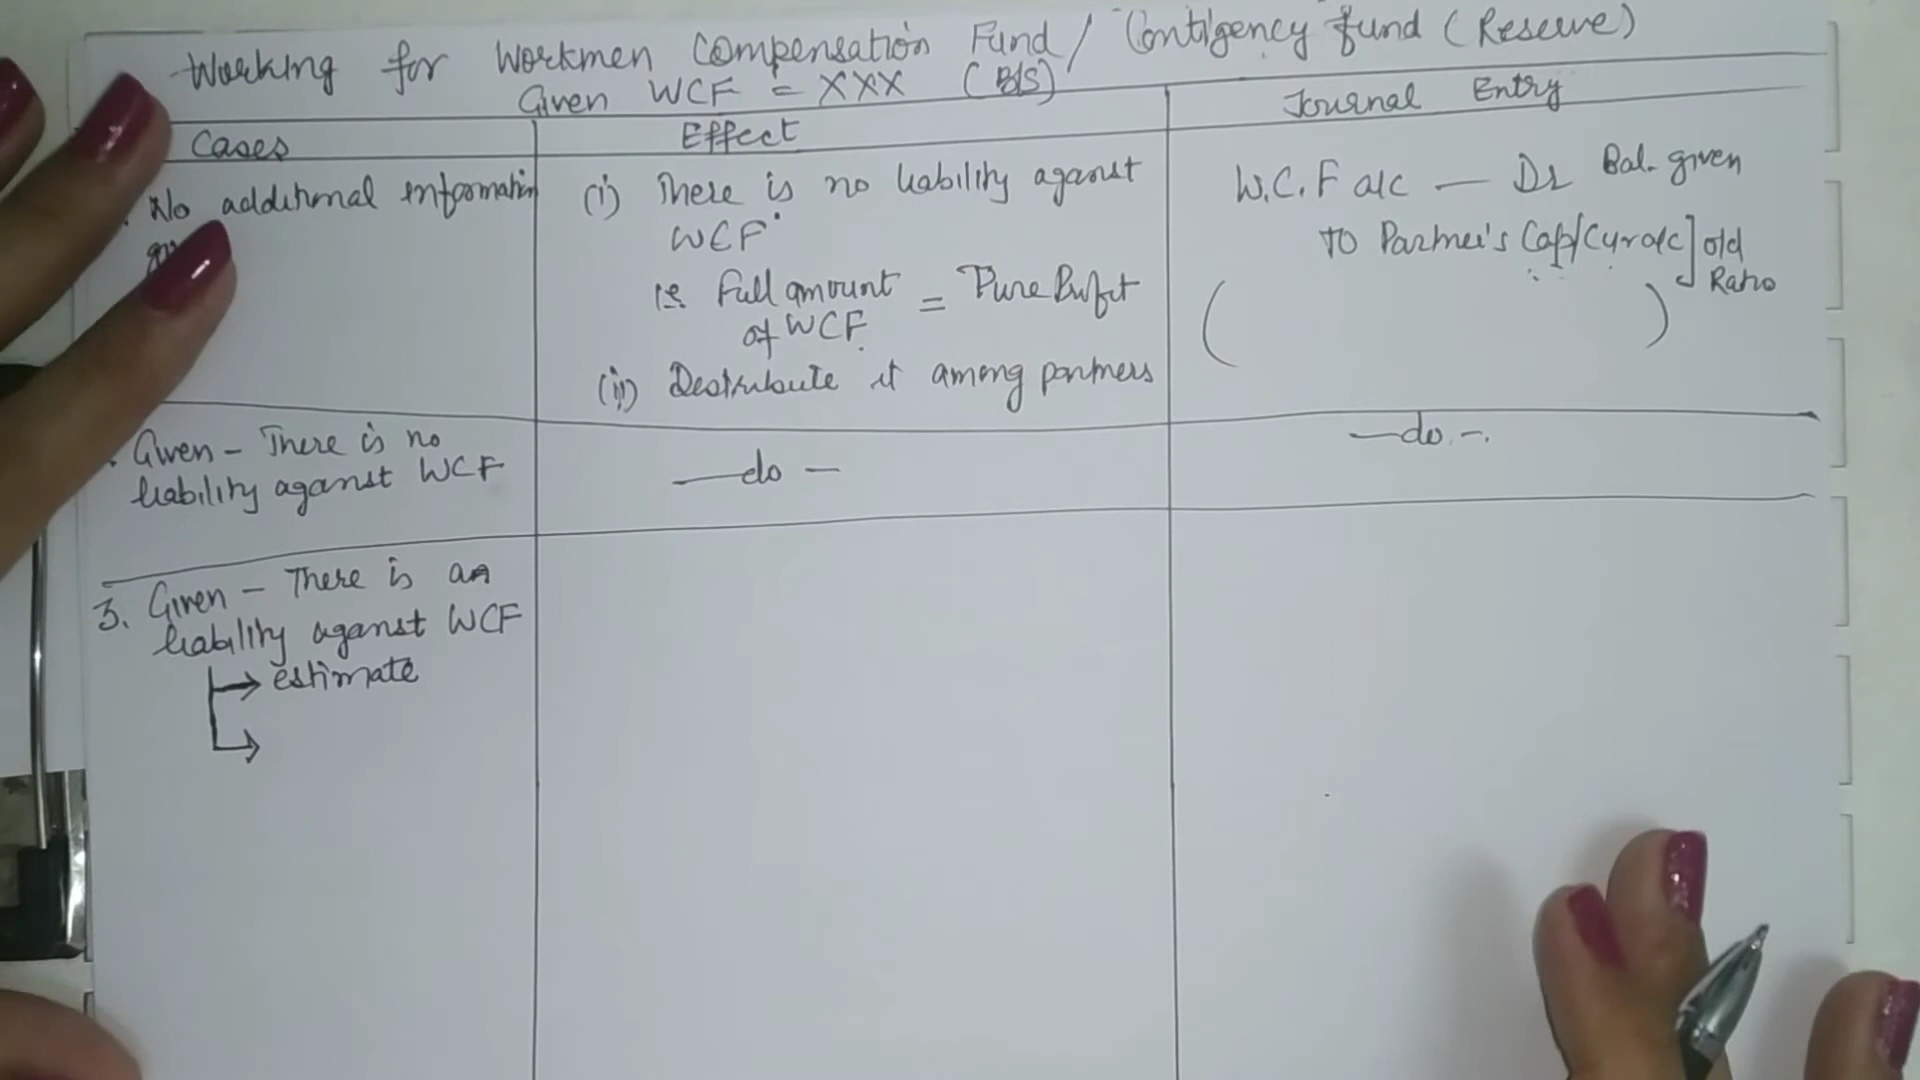 Working for Workmen Compensation Fund / Contigency fund (Reserve)
Given WCF = XXX (B/S)
Cases
Effect
Journal Entry
No additional information
(i) There is no liability against
WCF
ie Full amount = Pure Profit
of WCF
(ii) Destribute it among partners
W.C.F a/c — Dr Bal. given
To Partner's Cap/Cur a/c] old
Ratio
( )
Given - There is no
liability against WCF
—do—
—do—
3. Given - There is an
liability against WCF
→ estimate
→